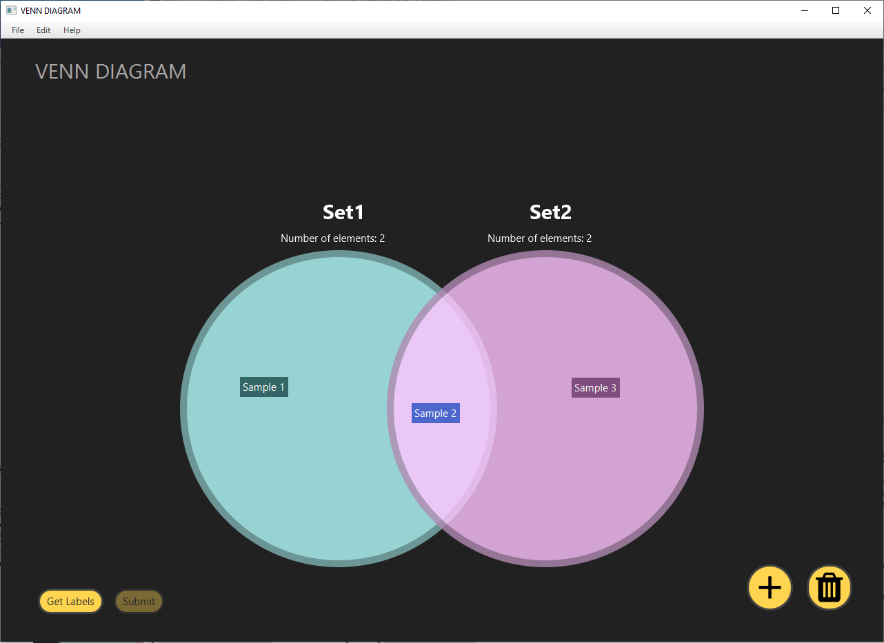 VENN DIAGRAM
File Edit Help
VENN DIAGRAM
Set1 Set2
Number of elements: 2 Number of elements: 2
Sample 1
Sample 3
Sample 2
Get Labels Submit